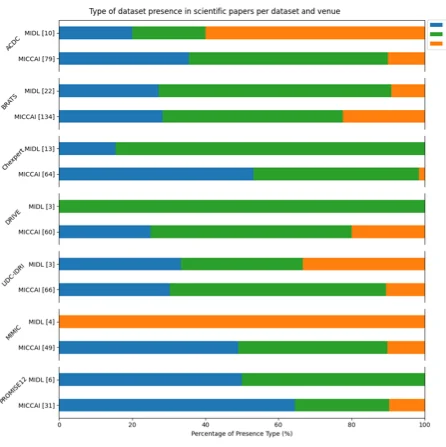 Type of dataset presence in scientific papers per dataset and venue
ACDC
MIDL [10]
MICCAI [79]
BRATS
MIDL [22]
MICCAI [134]
Chexpert
MIDL [13]
MICCAI [64]
DRIVE
MIDL [3]
MICCAI [60]
LIDC-IDRI
MIDL [3]
MICCAI [66]
MIMIC
MIDL [4]
MICCAI [49]
PROMISE12
MIDL [6]
MICCAI [31]
0 20 40 60 80 100
Percentage of Presence Type (%)